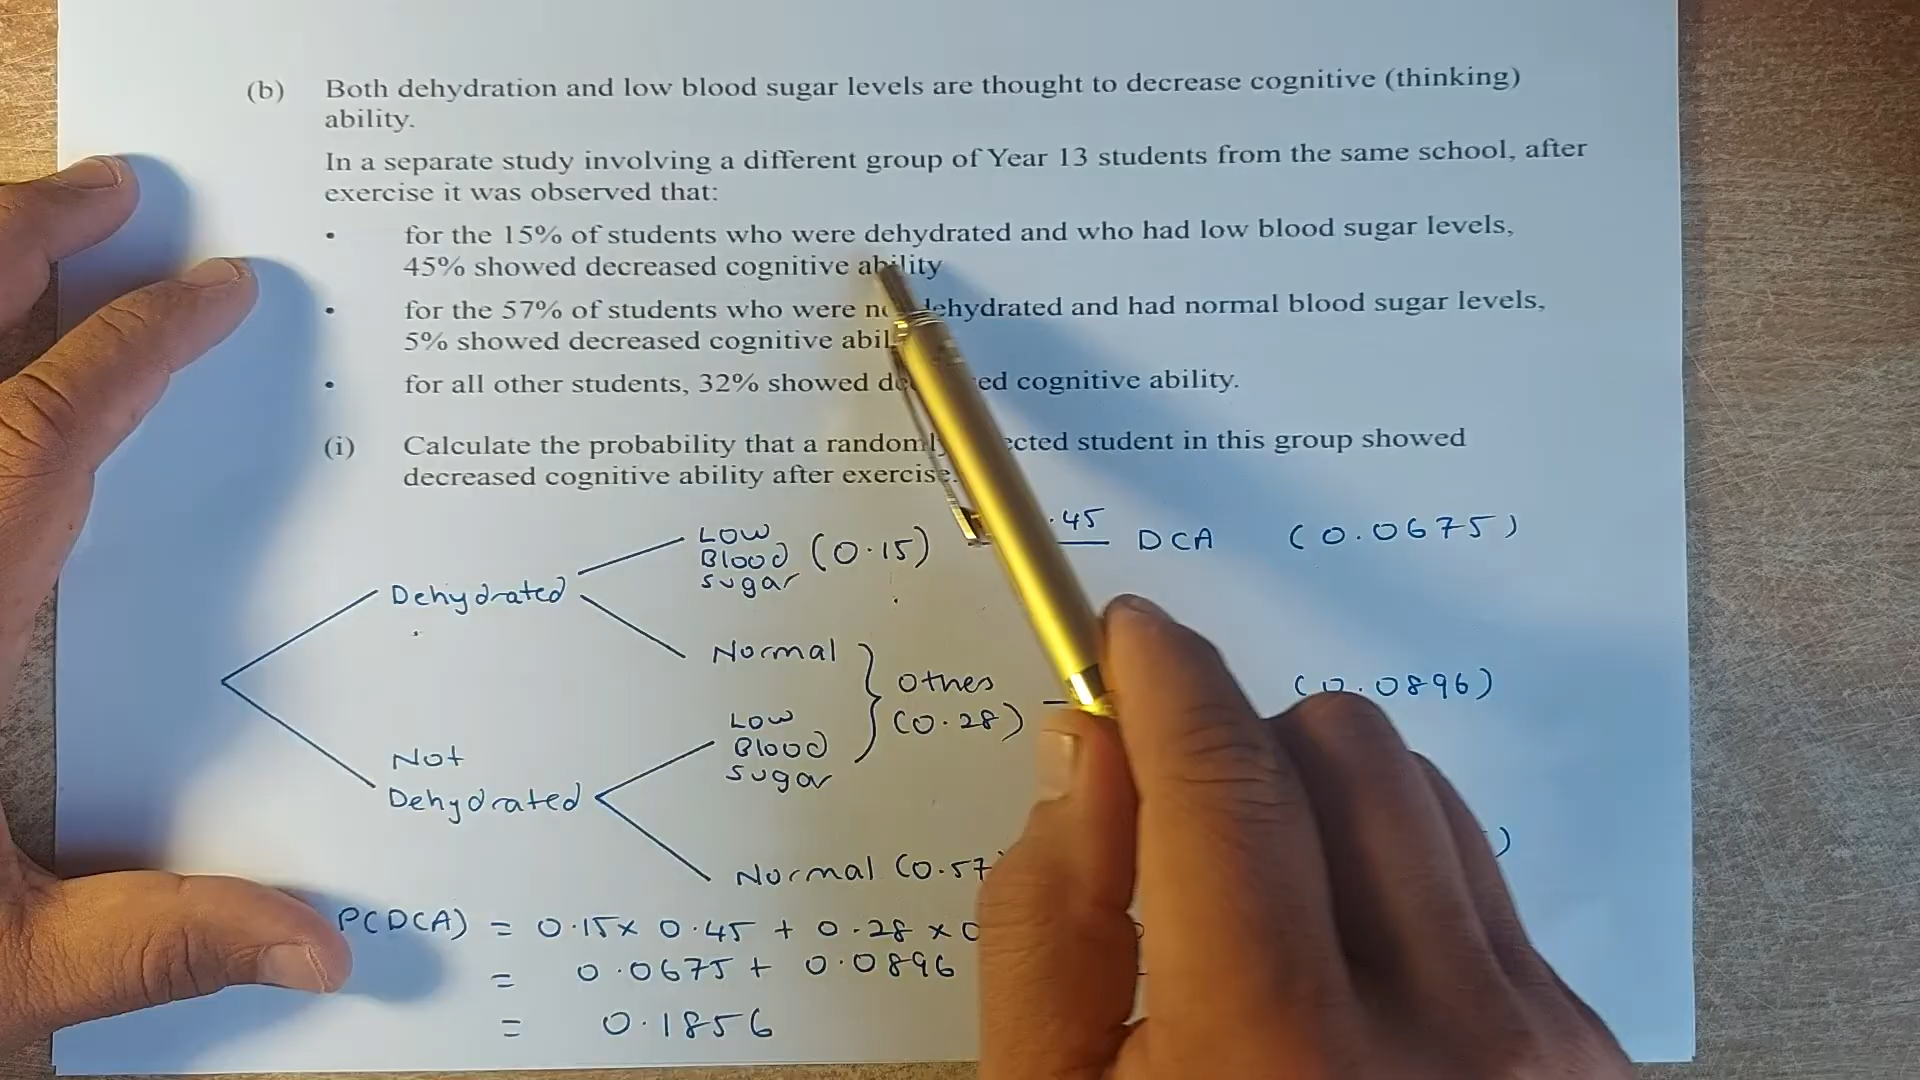 (b) Both dehydration and low blood sugar levels are thought to decrease cognitive (thinking)
ability.
In a separate study involving a different group of Year 13 students from the same school, after
exercise it was observed that:
• for the 15% of students who were dehydrated and who had low blood sugar levels,
45% showed decreased cognitive ability
• for the 57% of students who were dehydrated and had normal blood sugar levels,
5% showed decreased cognitive
• for all other students, 32% showed cognitive ability.
(i) Calculate the probability that a student in this group showed
decreased cognitive ability after exercise.
Low
Blood (0.15) .45 DCA (0.0675)
sugar
Dehydrated
Normal
Others (0.0896)
(0.28)
Low
Blood
sugar
Not
Dehydrated
Normal (0.57
P(DCA) = 0.15 x 0.45 + 0.28 x
= 0.0675 + 0.0896
= 0.1856